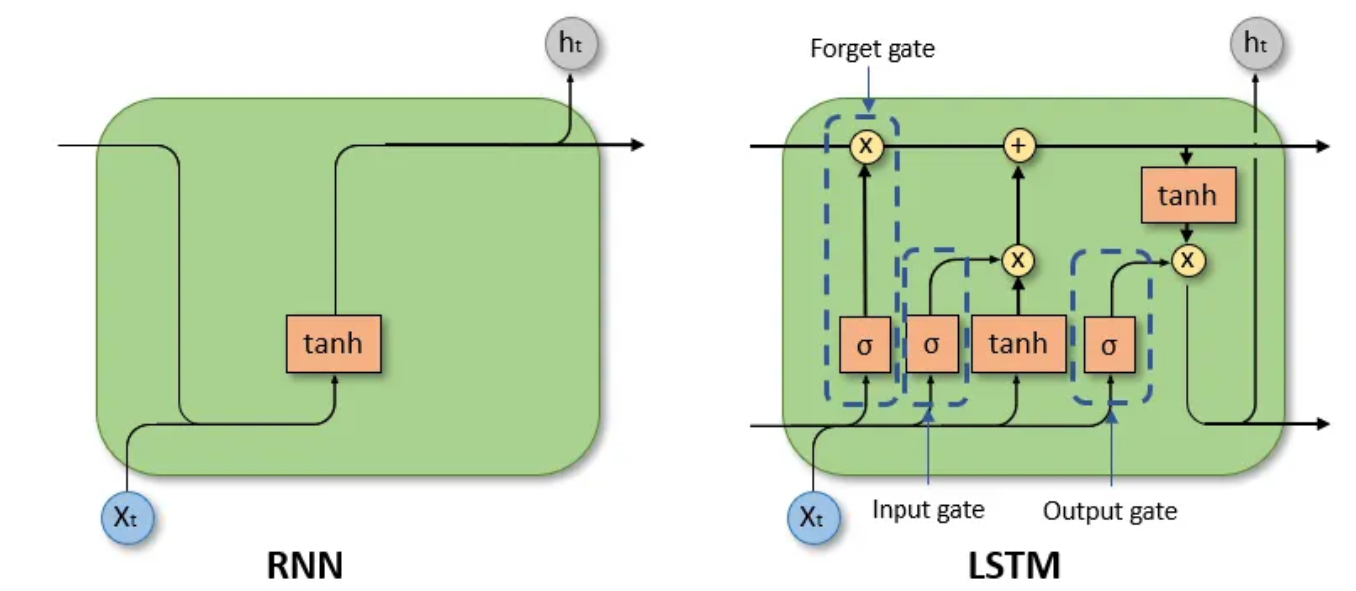 ht
tanh
Xt
RNN
Forget gate
ht
x
+
tanh
x
x
σ
σ
tanh
σ
Xt
Input gate
Output gate
LSTM